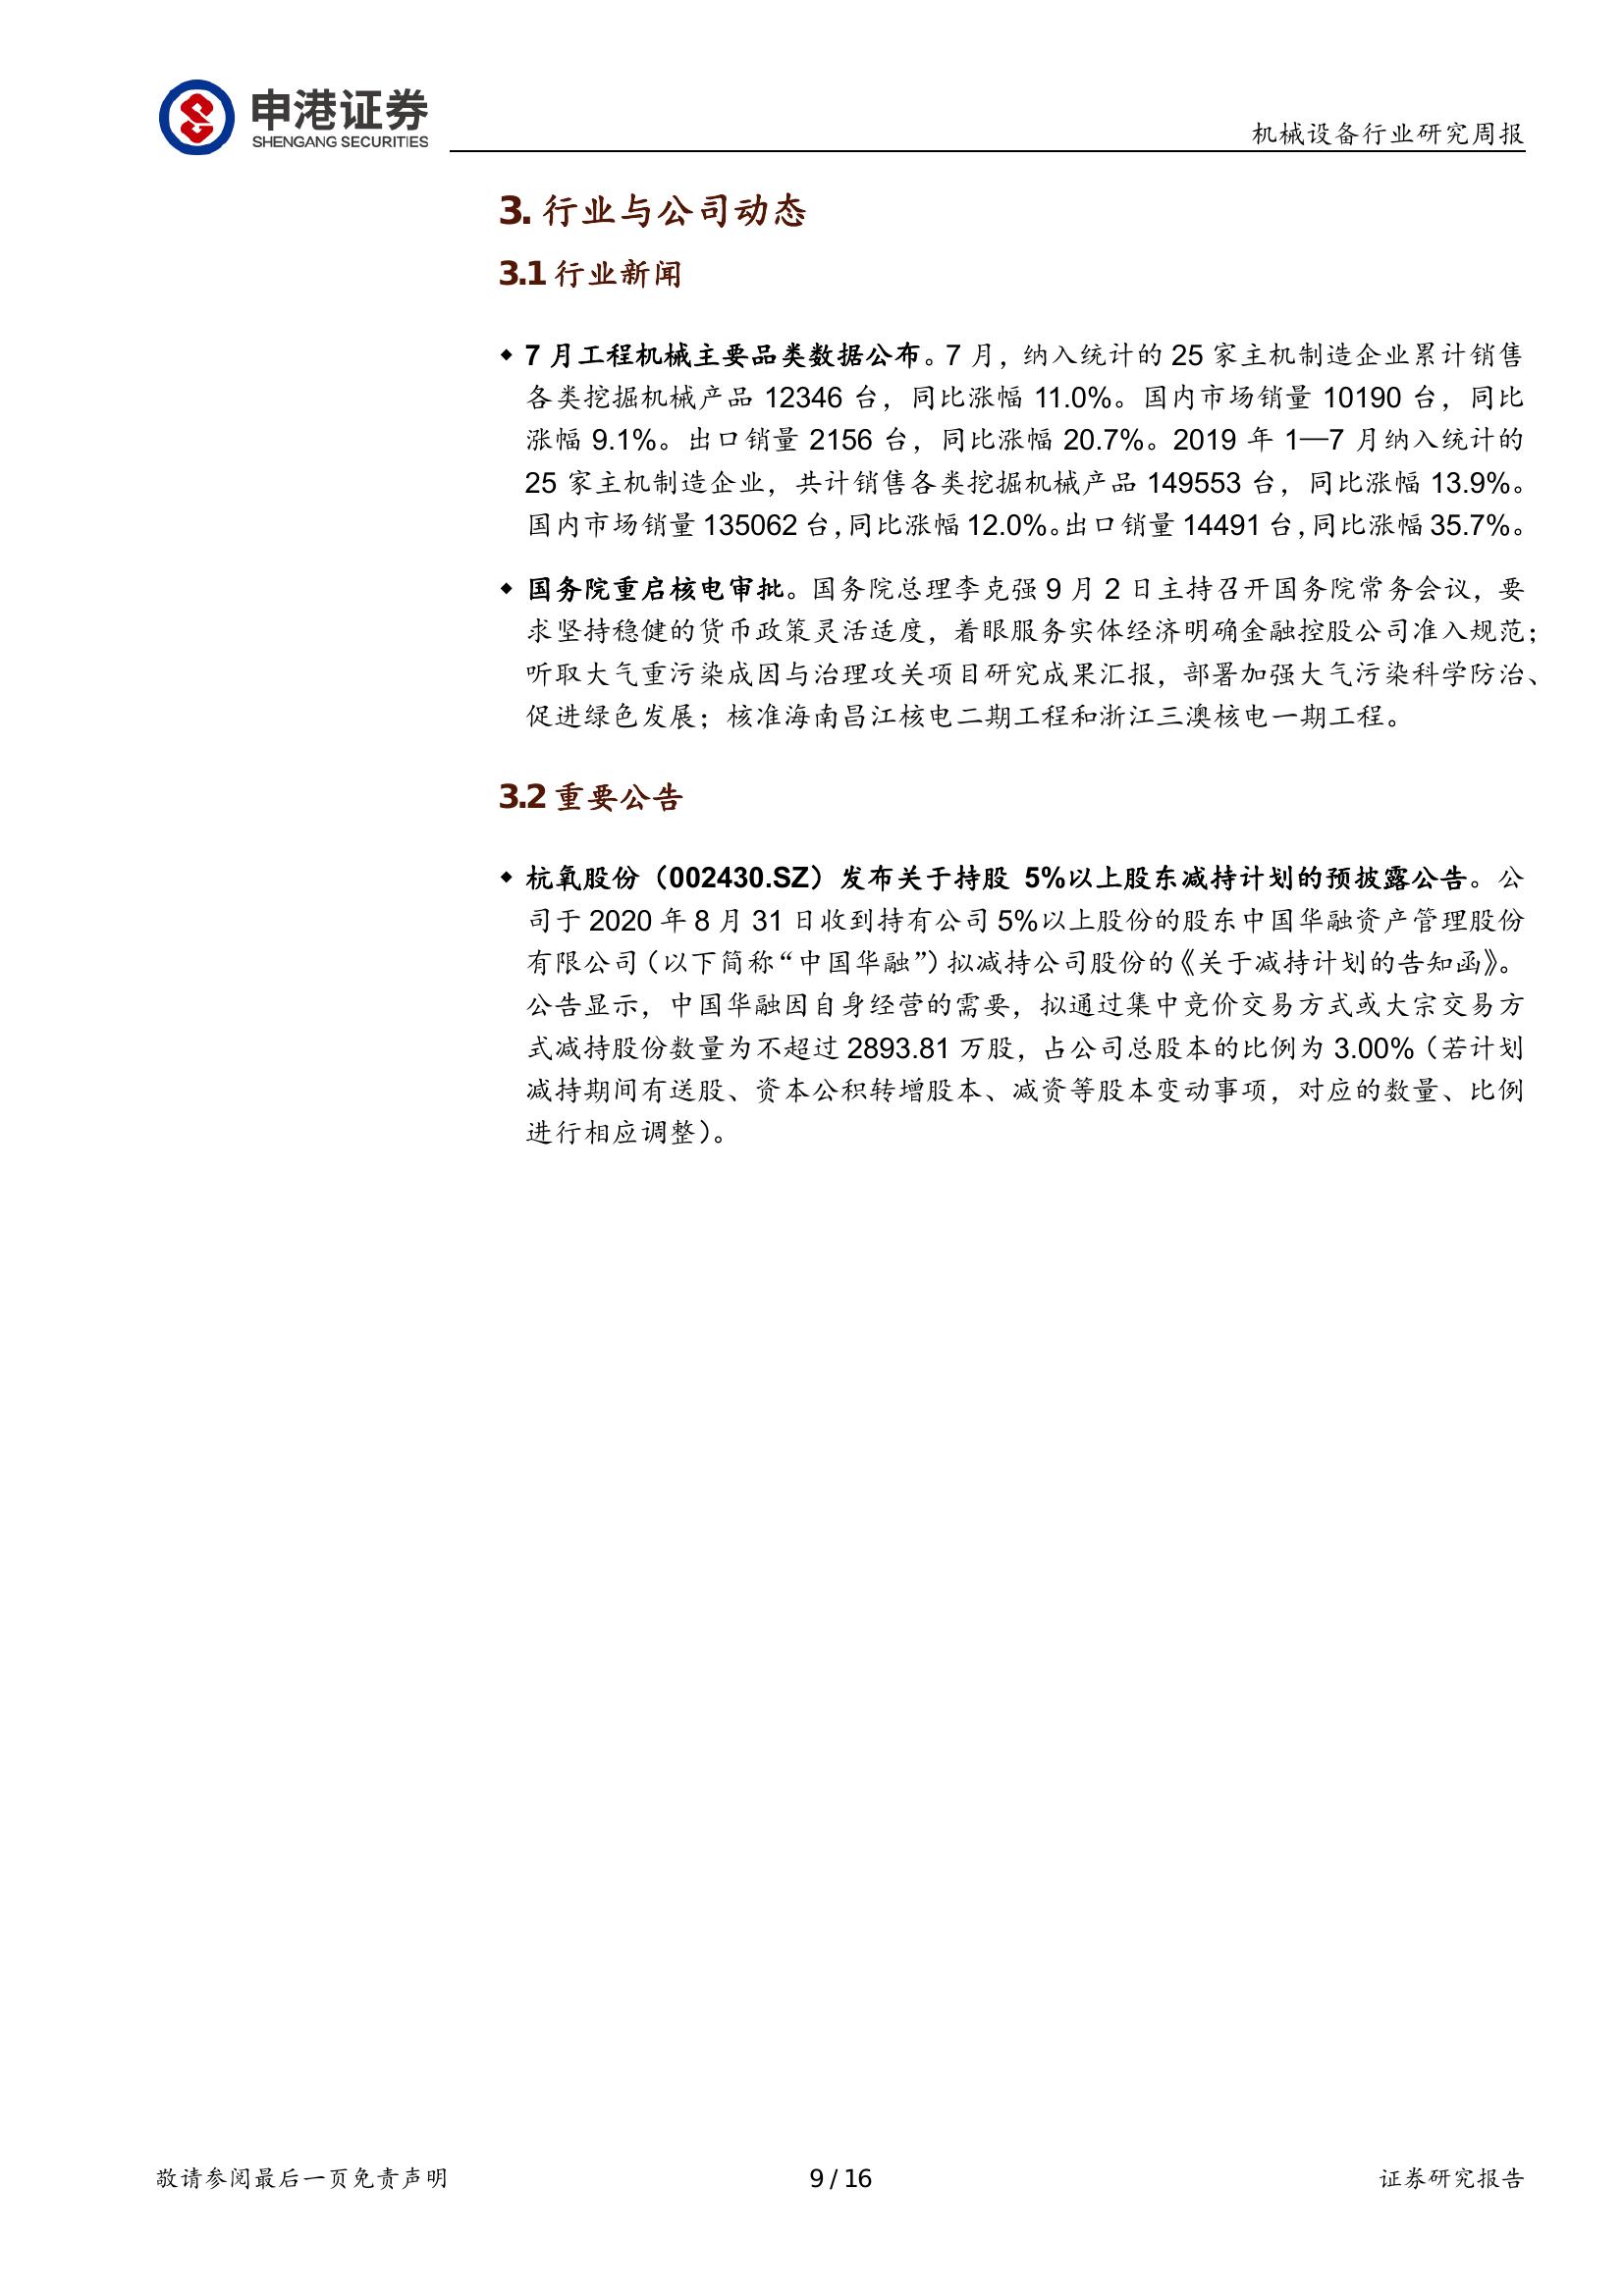 申港证券
SHENGANG SECURITIES
机械设备行业研究周报
3. 行业与公司动态
3.1 行业新闻
◆ 7 月工程机械主要品类数据公布。7 月，纳入统计的 25 家主机制造企业累计销售
各类挖掘机械产品 12346 台，同比涨幅 11.0%。国内市场销量 10190 台，同比
涨幅 9.1%。出口销量 2156 台，同比涨幅 20.7%。2019 年 1—7 月纳入统计的
25 家主机制造企业，共计销售各类挖掘机械产品 149553 台，同比涨幅 13.9%。
国内市场销量 135062 台，同比涨幅 12.0%。出口销量 14491 台，同比涨幅 35.7%。
◆ 国务院重启核电审批。国务院总理李克强 9 月 2 日主持召开国务院常务会议，要
求坚持稳健的货币政策灵活适度，着眼服务实体经济明确金融控股公司准入规范；
听取大气重污染成因与治理攻关项目研究成果汇报，部署加强大气污染科学防治、
促进绿色发展；核准海南昌江核电二期工程和浙江三澳核电一期工程。
3.2 重要公告
◆ 杭氧股份（002430.SZ）发布关于持股 5%以上股东减持计划的预披露公告。公
司于 2020 年 8 月 31 日收到持有公司 5%以上股份的股东中国华融资产管理股份
有限公司（以下简称“中国华融”）拟减持公司股份的《关于减持计划的告知函》。
公告显示，中国华融因自身经营的需要，拟通过集中竞价交易方式或大宗交易方
式减持股份数量为不超过 2893.81 万股，占公司总股本的比例为 3.00%（若计划
减持期间有送股、资本公积转增股本、减资等股本变动事项，对应的数量、比例
进行相应调整）。
敬请参阅最后一页免责声明
9 / 16
证券研究报告